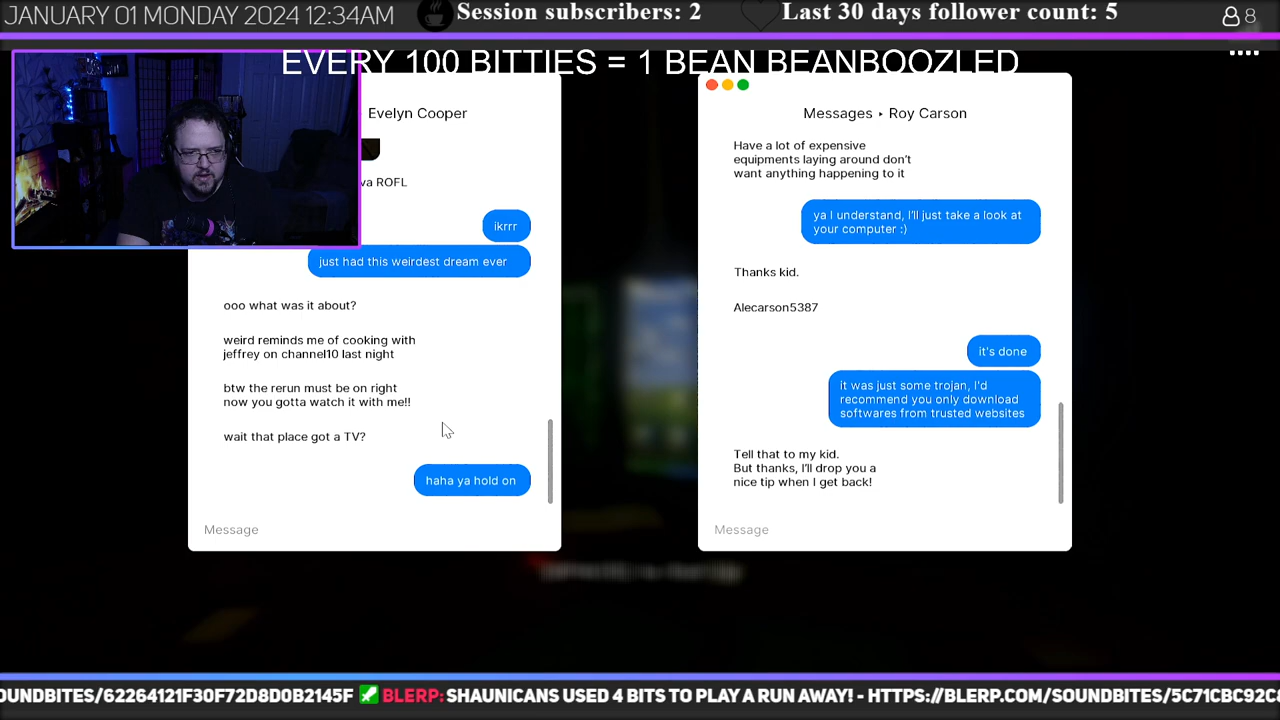 JANUARY 01 MONDAY 2024 12:34AM
Session subscribers: 2
Last 30 days follower count: 5
8
EVERY 100 BITTIES = 1 BEAN BEANBOOZLED
Evelyn Cooper
va ROFL
ikrrr
just had this weirdest dream ever
ooo what was it about?
weird reminds me of cooking with
jeffrey on channel10 last night
btw the rerun must be on right
now you gotta watch it with me!!
wait that place got a TV?
haha ya hold on
Message
Messages ‣ Roy Carson
Have a lot of expensive
equipments laying around don't
want anything happening to it
ya I understand, I'll just take a look at
your computer :)
Thanks kid.
Alecarson5387
it's done
it was just some trojan, I'd
recommend you only download
softwares from trusted websites
Tell that to my kid.
But thanks, I'll drop you a
nice tip when I get back!
Message
OUNDBITES/62264121F30F72D8D0B2145F BLERP: SHAUNICANS USED 4 BITS TO PLAY A RUN AWAY! - HTTPS://BLERP.COM/SOUNDBITES/5C71CBC92C